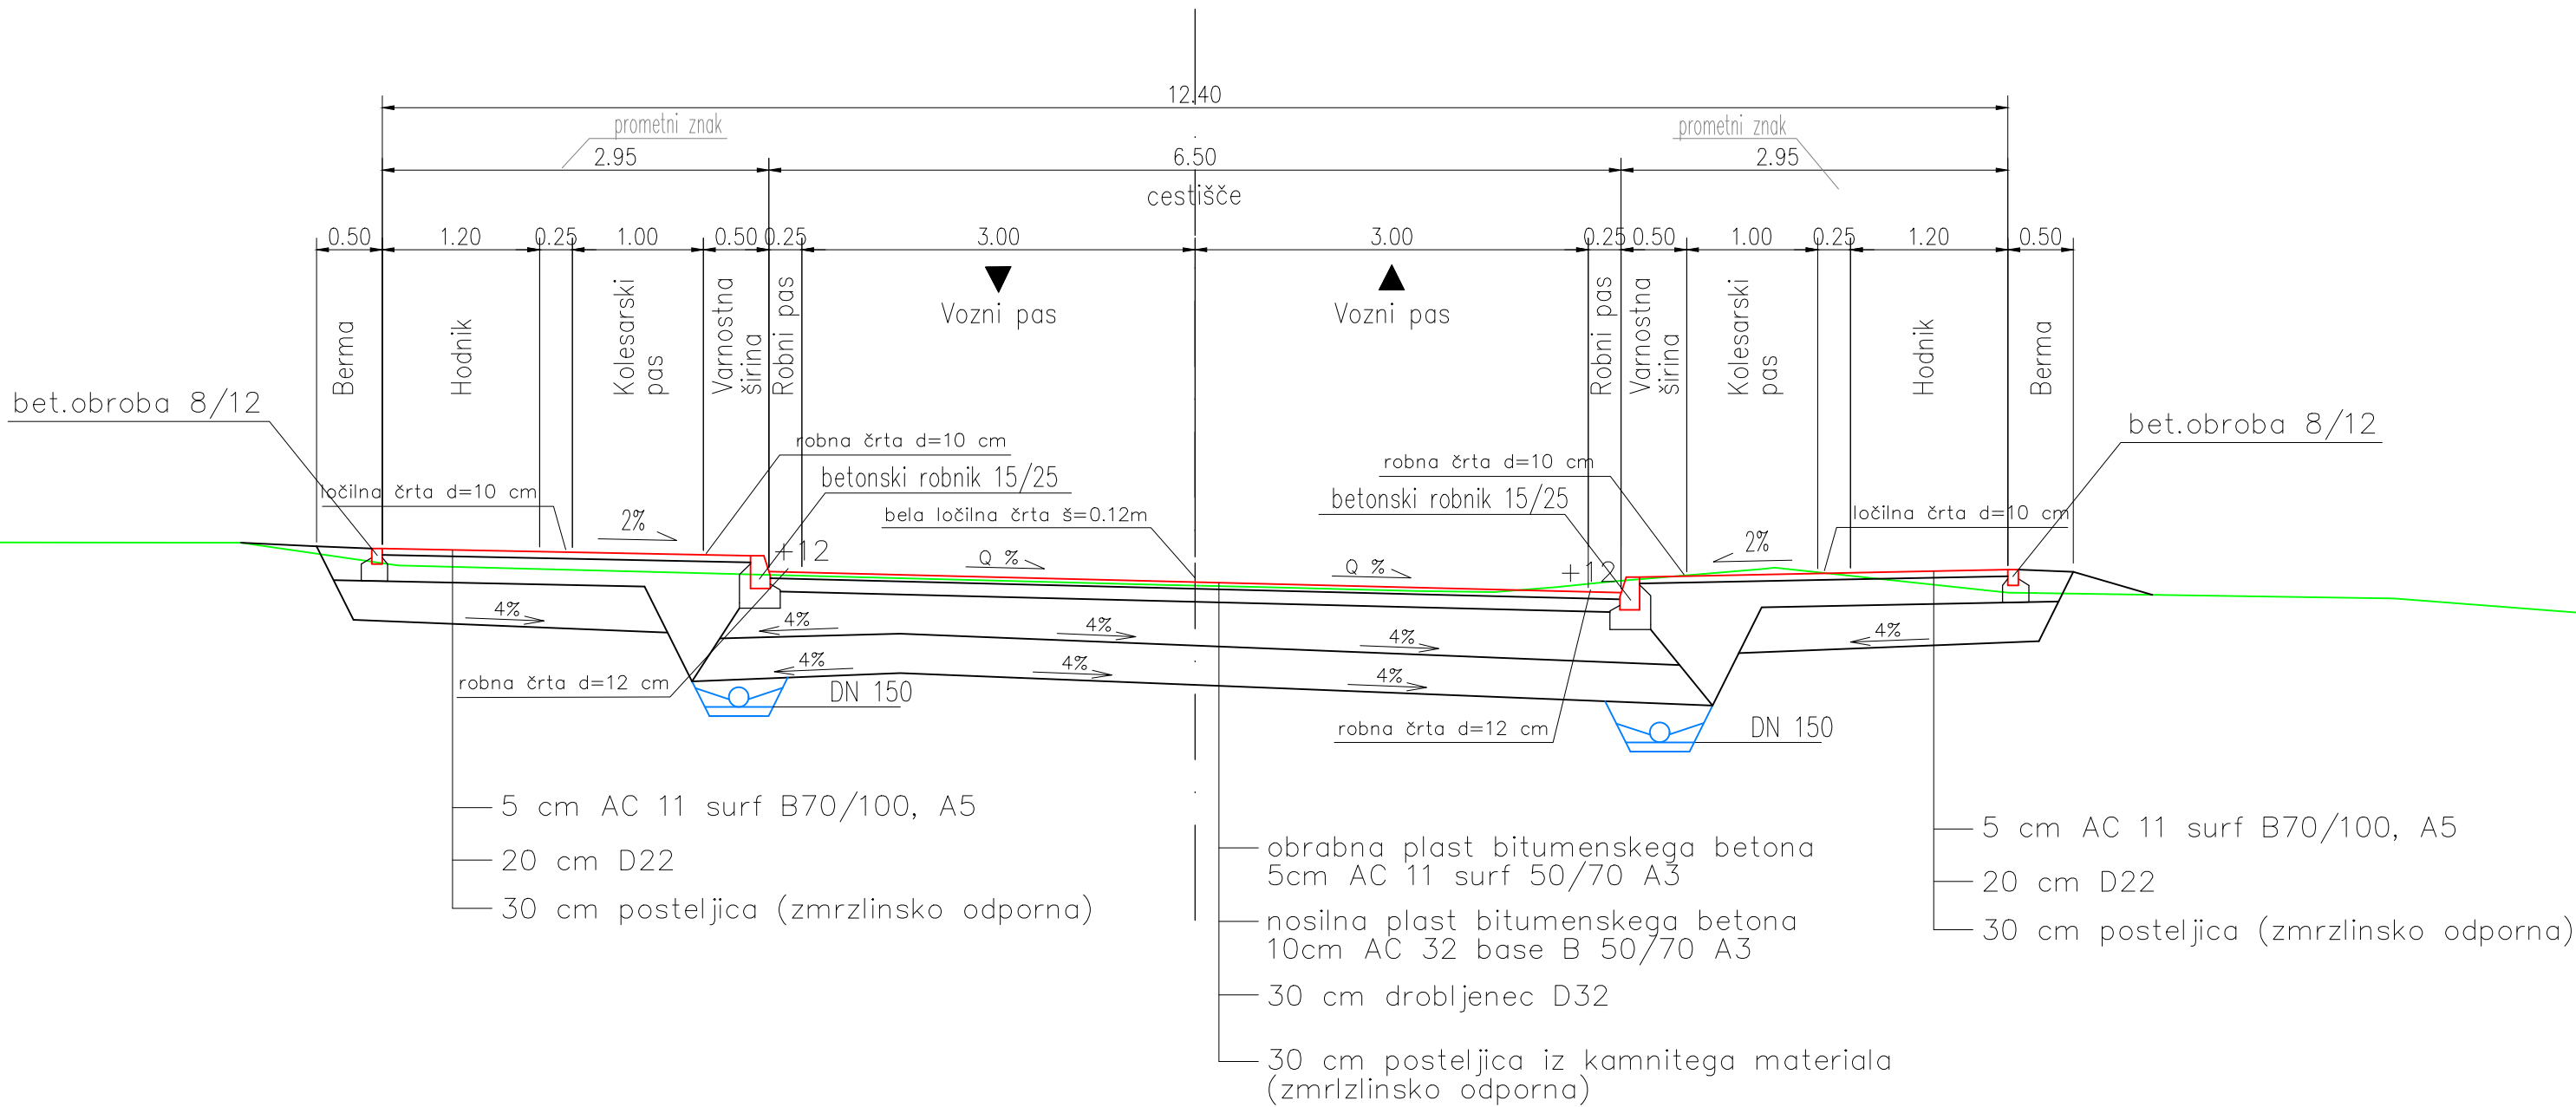 12.40
prometni znak
prometni znak
2.95
6.50
2.95
cestišče
0.50
1.20
0.25
1.00
0.50
0.25
3.00
3.00
0.25
0.50
1.00
0.25
1.20
0.50
Berma
Hodnik
Kolesarski
pas
Varnostna
širina
Robni pas
Vozni pas
Vozni pas
Robni pas
Varnostna
širina
Kolesarski
pas
Hodnik
Berma
bet.obroba 8/12
bet.obroba 8/12
robna črta d=10 cm
robna črta d=10 cm
betonski robnik 15/25
betonski robnik 15/25
ločilna črta d=10 cm
bela ločilna črta š=0.12m
ločilna črta d=10 cm
2%
2%
+12
Q %
Q %
+12
4%
4%
4%
4%
4%
4%
4%
4%
robna črta d=12 cm
DN 150
robna črta d=12 cm
DN 150
5 cm AC 11 surf B70/100, A5
20 cm D22
30 cm posteljica (zmrzlinsko odporna)
obrabna plast bitumenskega betona
5cm AC 11 surf 50/70 A3
nosilna plast bitumenskega betona
10cm AC 32 base B 50/70 A3
30 cm drobljenec D32
30 cm posteljica iz kamnitega materiala
(zmrlzlinsko odporna)
5 cm AC 11 surf B70/100, A5
20 cm D22
30 cm posteljica (zmrzlinsko odporna)